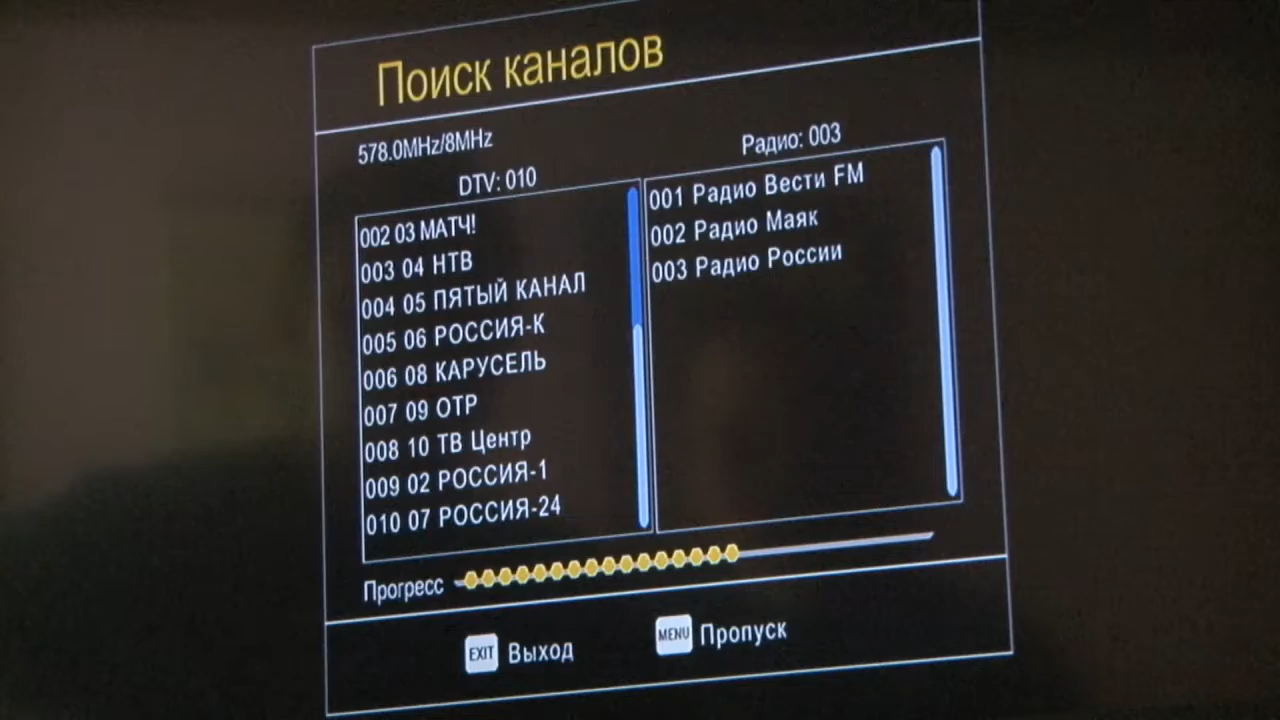 Поиск каналов
578.0MHz/8MHz
DTV: 010
Радио: 003
002 03 МАТЧ!
003 04 НТВ
004 05 ПЯТЫЙ КАНАЛ
005 06 РОССИЯ-К
006 08 КАРУСЕЛЬ
007 09 ОТР
008 10 ТВ Центр
009 02 РОССИЯ-1
010 07 РОССИЯ-24
001 Радио Вести FM
002 Радио Маяк
003 Радио России
Прогресс
EXIT Выход
MENU Пропуск